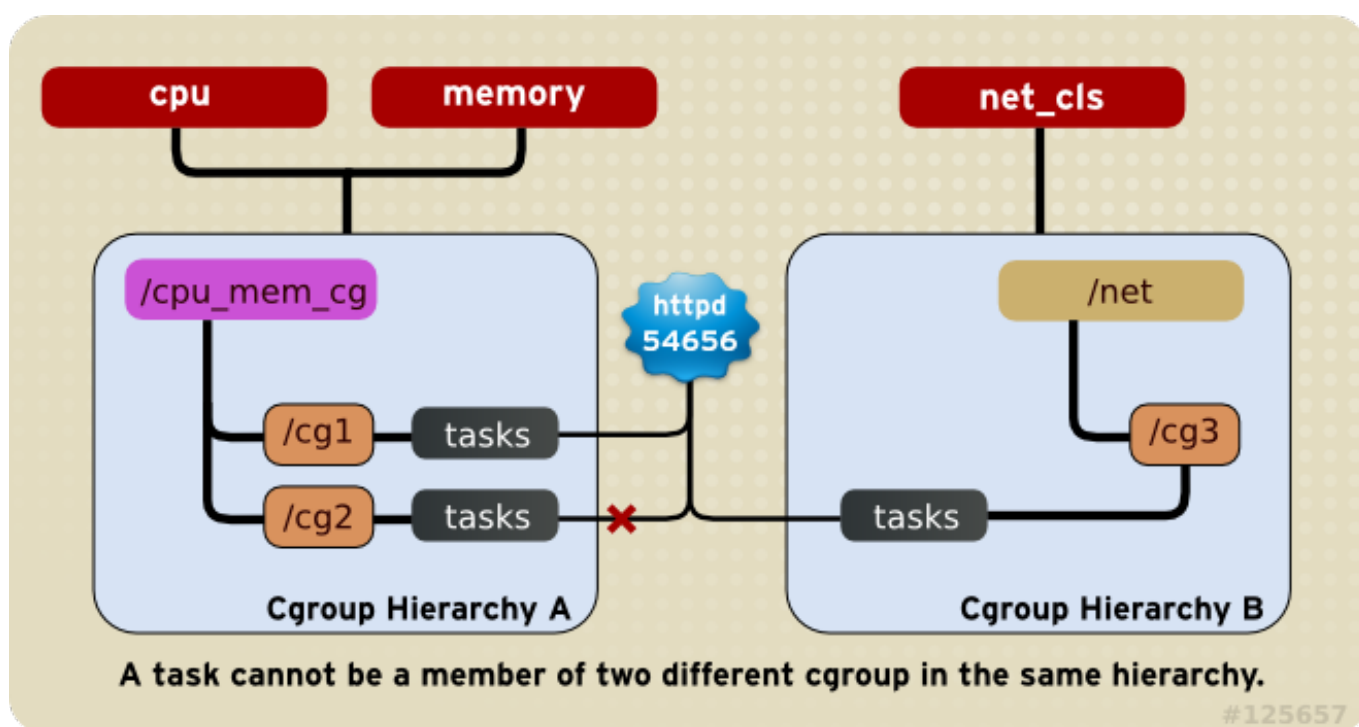 cpu
memory
net_cls
/cpu_mem_cg
httpd
54656
/net
/cg1
tasks
/cg3
/cg2
tasks
tasks
Cgroup Hierarchy A
Cgroup Hierarchy B
A task cannot be a member of two different cgroup in the same hierarchy.
#125657